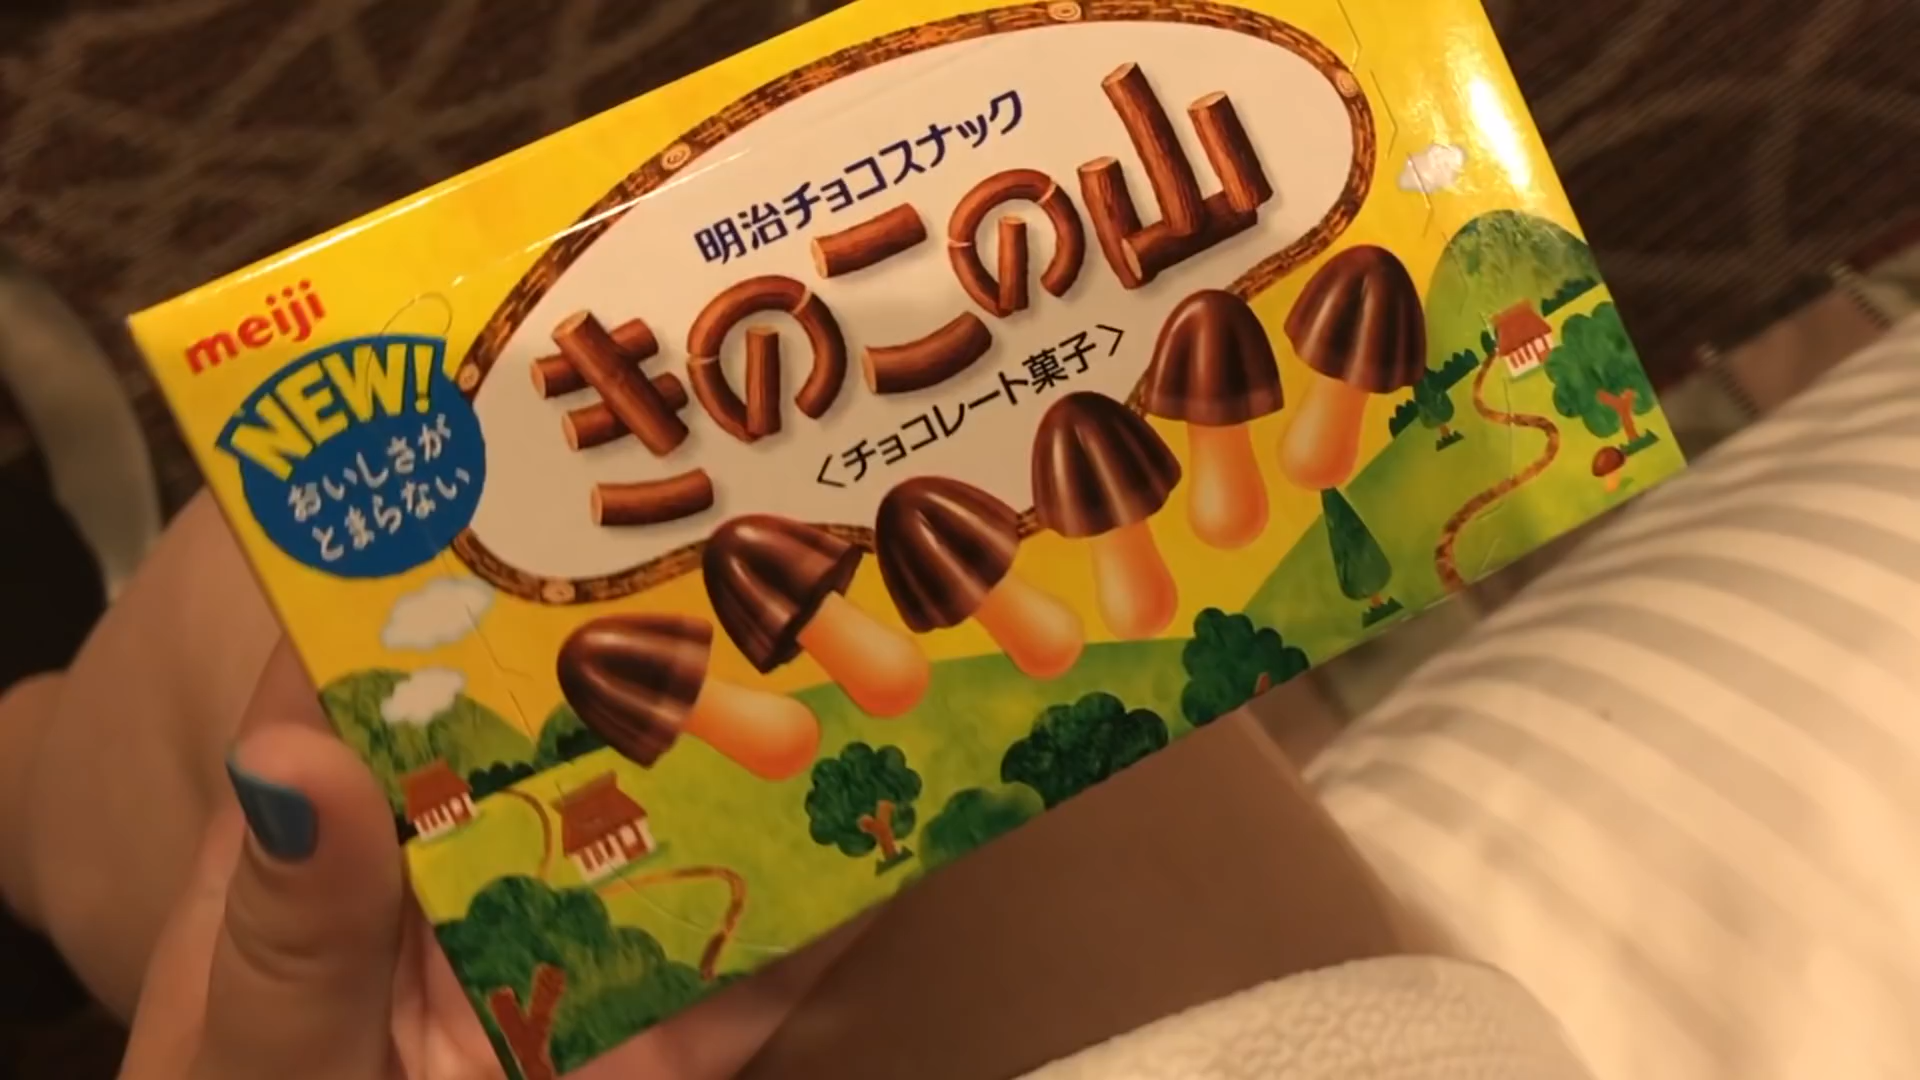 meiji
NEW!
おいしさが
とまらない
明治チョコスナック
きのこの山
<チョコレート菓子>